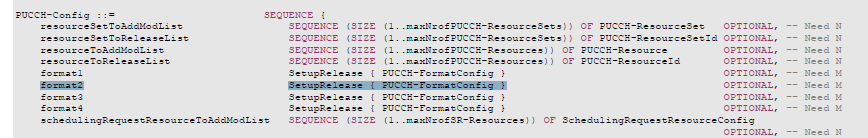 PUCCH-Config ::= SEQUENCE {
resourceSetToAddModList SEQUENCE (SIZE (1..maxNrofPUCCH-ResourceSets)) OF PUCCH-ResourceSet OPTIONAL, -- Need N
resourceSetToReleaseList SEQUENCE (SIZE (1..maxNrofPUCCH-ResourceSets)) OF PUCCH-ResourceSetId OPTIONAL, -- Need N
resourceToAddModList SEQUENCE (SIZE (1..maxNrofPUCCH-Resources)) OF PUCCH-Resource OPTIONAL, -- Need N
resourceToReleaseList SEQUENCE (SIZE (1..maxNrofPUCCH-Resources)) OF PUCCH-ResourceId OPTIONAL, -- Need N
format1 SetupRelease { PUCCH-FormatConfig } OPTIONAL, -- Need M
format2 SetupRelease { PUCCH-FormatConfig } OPTIONAL, -- Need M
format3 SetupRelease { PUCCH-FormatConfig } OPTIONAL, -- Need M
format4 SetupRelease { PUCCH-FormatConfig } OPTIONAL, -- Need M
schedulingRequestResourceToAddModList SEQUENCE (SIZE (1..maxNrofSR-Resources)) OF SchedulingRequestResourceConfig
OPTIONAL, -- Need N